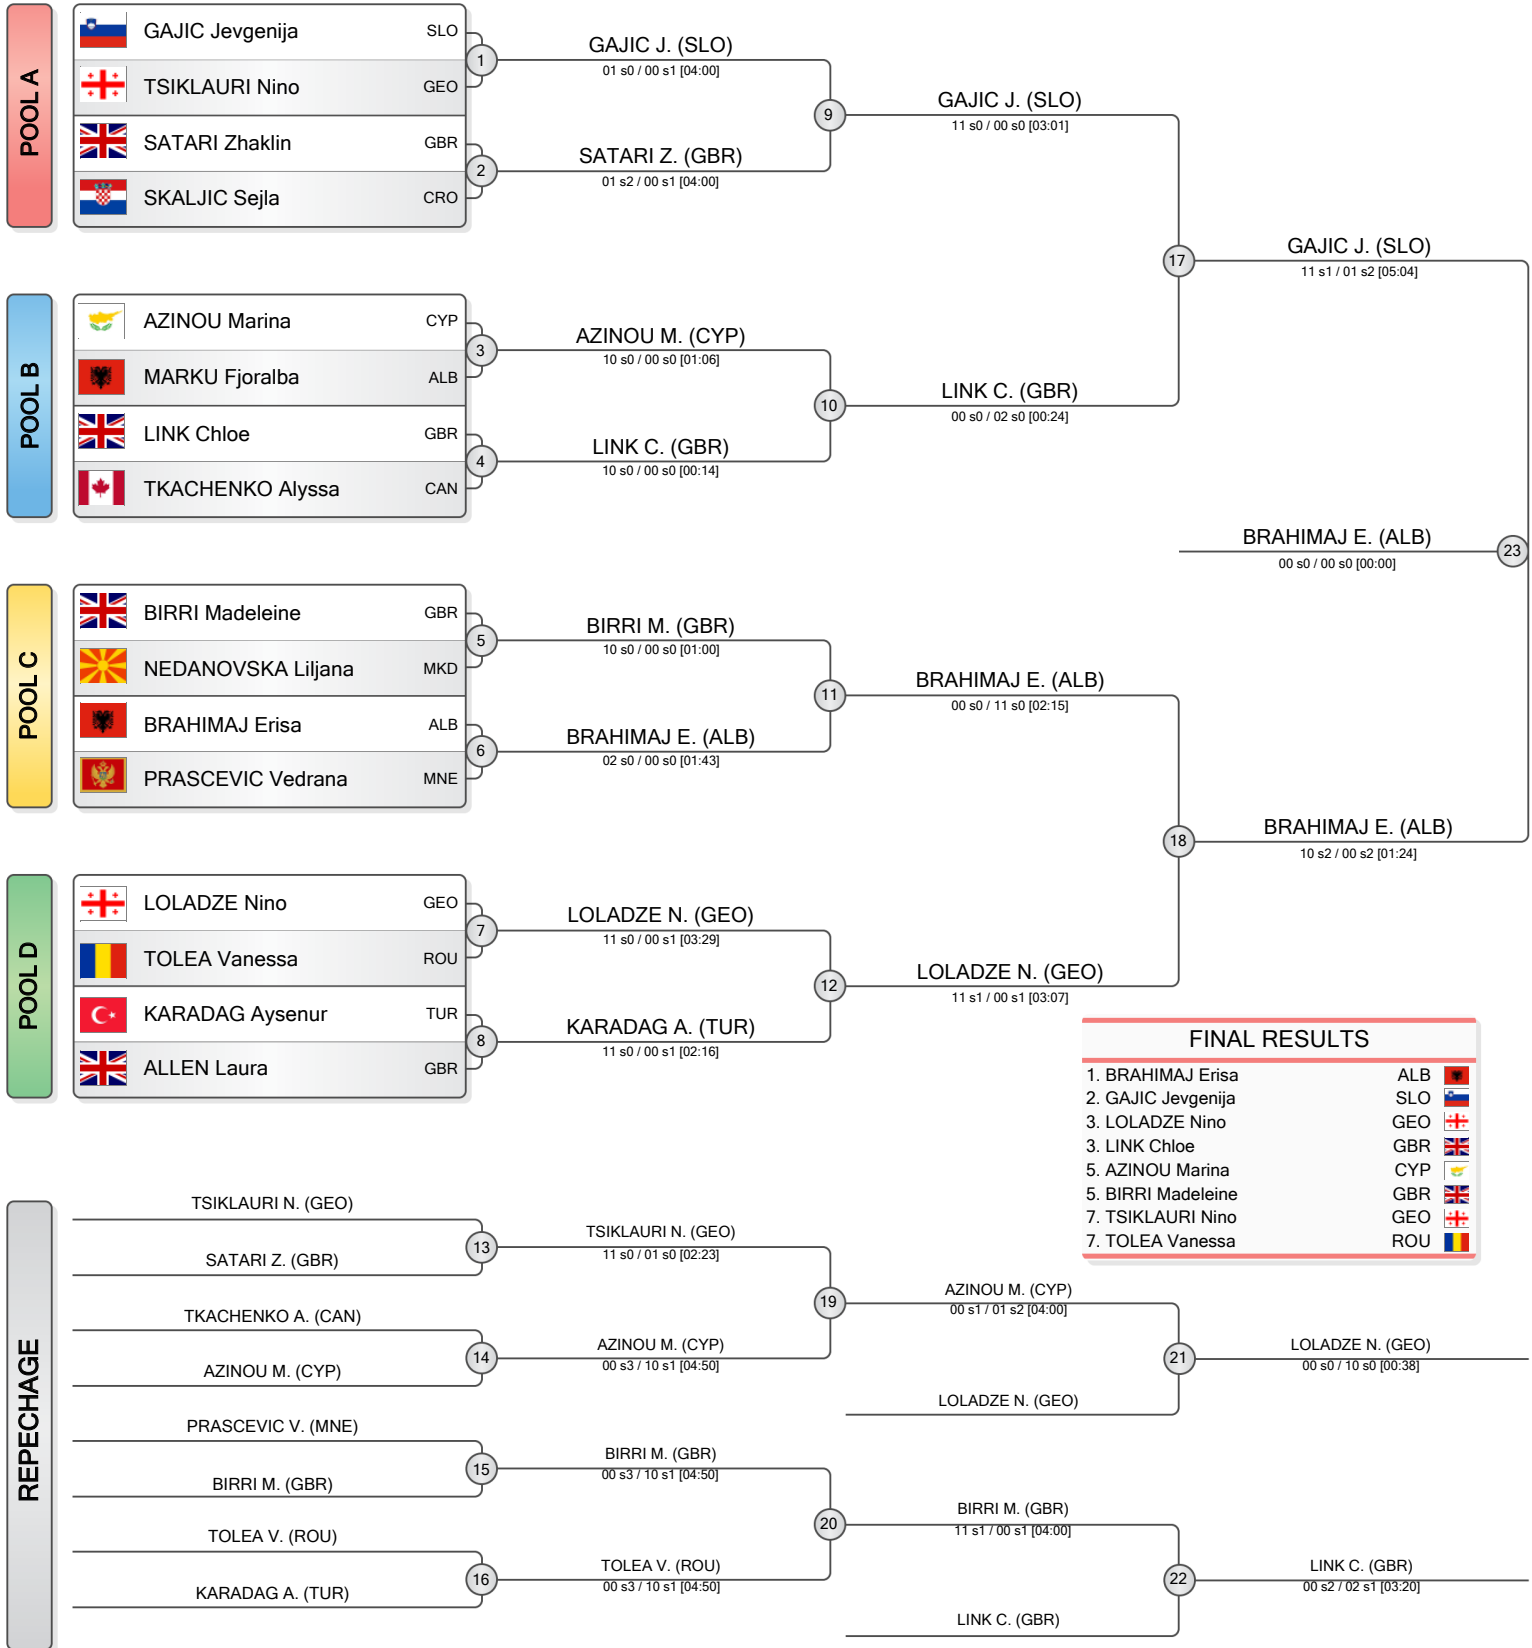 POOL A
GAJIC Jevgenija SLO
TSIKLAURI Nino GEO
SATARI Zhaklin GBR
SKALJIC Sejla CRO
1
GAJIC J. (SLO)
01 s0 / 00 s1 [04:00]
2
SATARI Z. (GBR)
01 s2 / 00 s1 [04:00]
9
GAJIC J. (SLO)
11 s0 / 00 s0 [03:01]
17
GAJIC J. (SLO)
11 s1 / 01 s2 [05:04]
POOL B
AZINOU Marina CYP
MARKU Fjoralba ALB
LINK Chloe GBR
TKACHENKO Alyssa CAN
3
AZINOU M. (CYP)
10 s0 / 00 s0 [01:06]
4
LINK C. (GBR)
10 s0 / 00 s0 [00:14]
10
LINK C. (GBR)
00 s0 / 02 s0 [00:24]
BRAHIMAJ E. (ALB)
00 s0 / 00 s0 [00:00]
23
POOL C
BIRRI Madeleine GBR
NEDANOVSKA Liljana MKD
BRAHIMAJ Erisa ALB
PRASCEVIC Vedrana MNE
5
BIRRI M. (GBR)
10 s0 / 00 s0 [01:00]
6
BRAHIMAJ E. (ALB)
02 s0 / 00 s0 [01:43]
11
BRAHIMAJ E. (ALB)
00 s0 / 11 s0 [02:15]
18
BRAHIMAJ E. (ALB)
10 s2 / 00 s2 [01:24]
POOL D
LOLADZE Nino GEO
TOLEA Vanessa ROU
KARADAG Aysenur TUR
ALLEN Laura GBR
7
LOLADZE N. (GEO)
11 s0 / 00 s1 [03:29]
8
KARADAG A. (TUR)
11 s0 / 00 s1 [02:16]
12
LOLADZE N. (GEO)
11 s1 / 00 s1 [03:07]
FINAL RESULTS
1. BRAHIMAJ Erisa ALB
2. GAJIC Jevgenija SLO
3. LOLADZE Nino GEO
3. LINK Chloe GBR
5. AZINOU Marina CYP
5. BIRRI Madeleine GBR
7. TSIKLAURI Nino GEO
7. TOLEA Vanessa ROU
REPECHAGE
TSIKLAURI N. (GEO)
SATARI Z. (GBR)
TKACHENKO A. (CAN)
AZINOU M. (CYP)
PRASCEVIC V. (MNE)
BIRRI M. (GBR)
TOLEA V. (ROU)
KARADAG A. (TUR)
13
TSIKLAURI N. (GEO)
11 s0 / 01 s0 [02:23]
14
AZINOU M. (CYP)
00 s3 / 10 s1 [04:50]
15
BIRRI M. (GBR)
00 s3 / 10 s1 [04:50]
16
TOLEA V. (ROU)
00 s3 / 10 s1 [04:50]
19
AZINOU M. (CYP)
00 s1 / 01 s2 [04:00]
LOLADZE N. (GEO)
20
BIRRI M. (GBR)
11 s1 / 00 s1 [04:00]
LINK C. (GBR)
21
LOLADZE N. (GEO)
00 s0 / 10 s0 [00:38]
22
LINK C. (GBR)
00 s2 / 02 s1 [03:20]